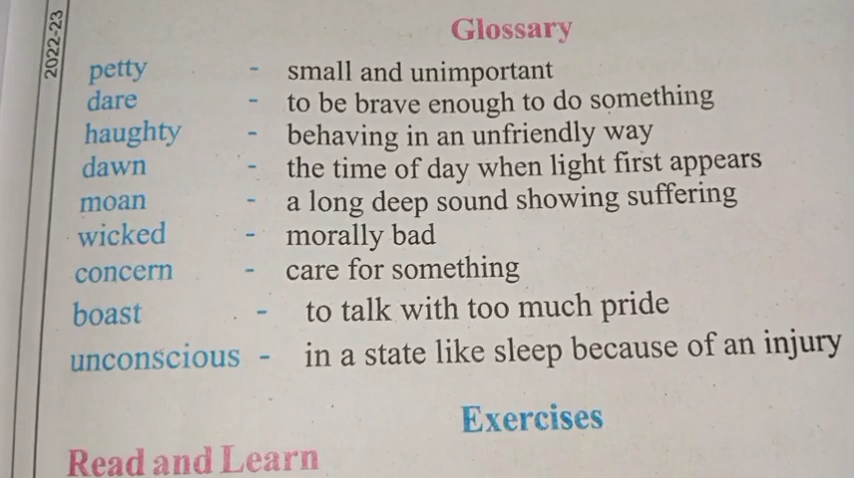 2022-23
Glossary
petty - small and unimportant
dare - to be brave enough to do something
haughty - behaving in an unfriendly way
dawn - the time of day when light first appears
moan - a long deep sound showing suffering
wicked - morally bad
concern - care for something
boast - to talk with too much pride
unconscious - in a state like sleep because of an injury
Exercises
Read and Learn